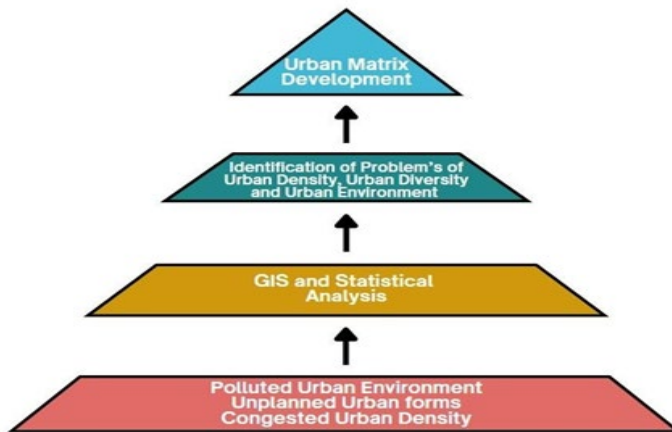 Urban Matrix
Development
Identification of Problem's of
Urban Density, Urban Diversity
and Urban Environment
GIS and Statistical
Analysis
Polluted Urban Environment
Unplanned Urban forms
Congested Urban Density